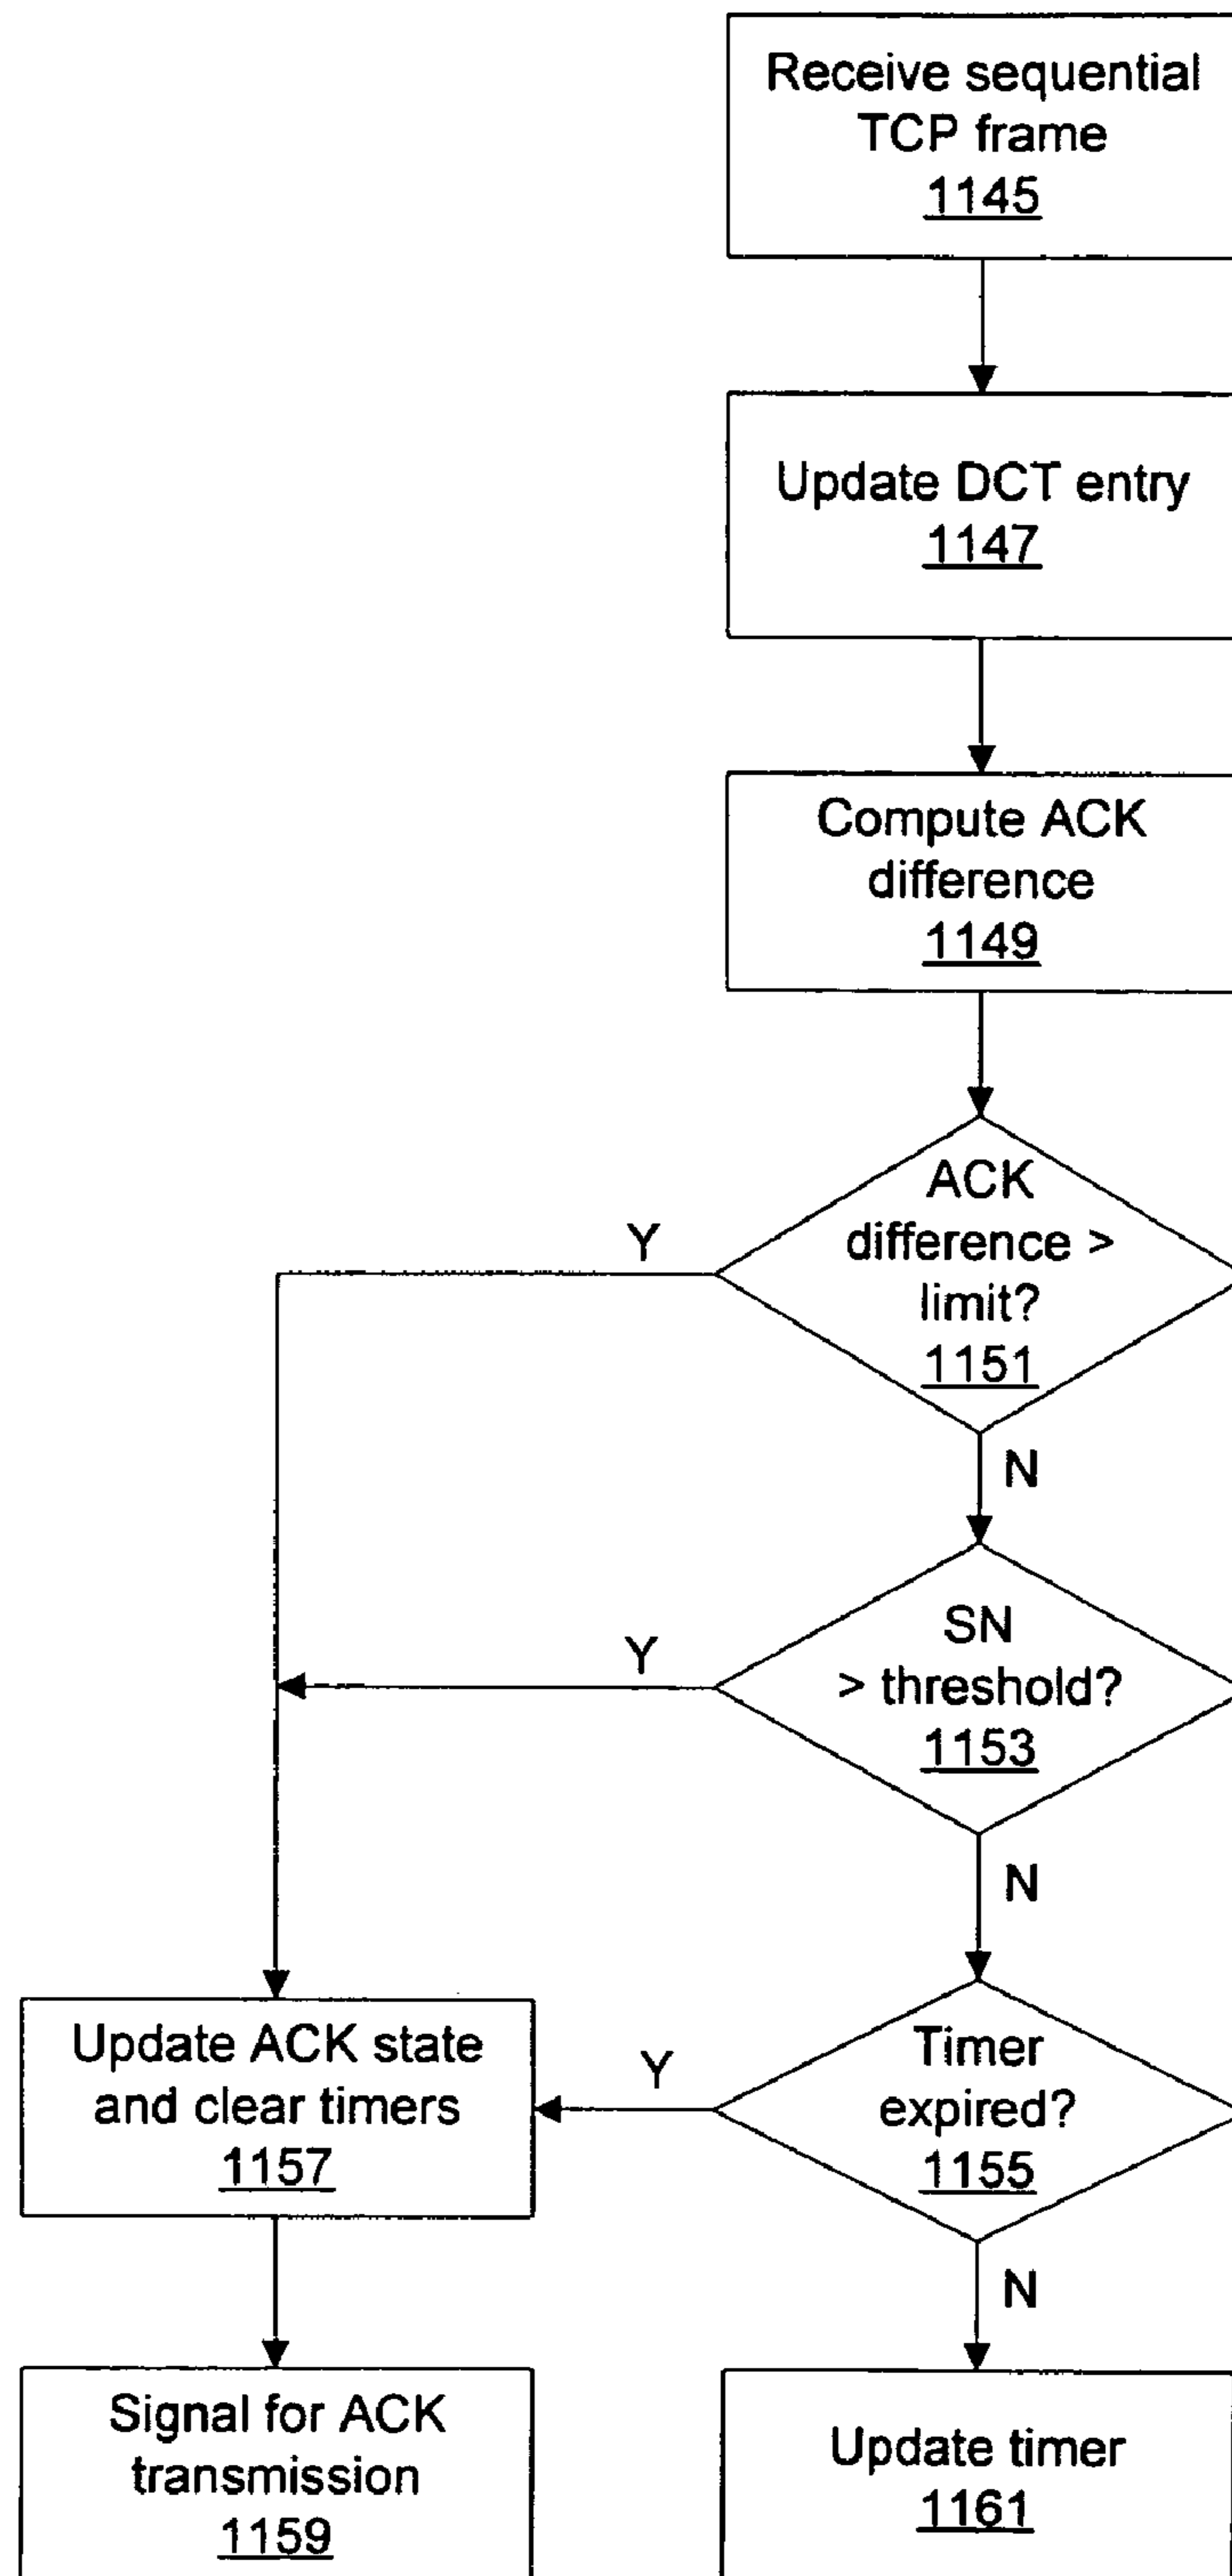 Receive sequential
TCP frame
1145
Update DCT entry
1147
Compute ACK
difference
1149
ACK
difference >
limit?
1151
Y
N
SN
> threshold?
1153
Y
N
Timer
expired?
1155
Y
N
Update ACK state
and clear timers
1157
Signal for ACK
transmission
1159
Update timer
1161